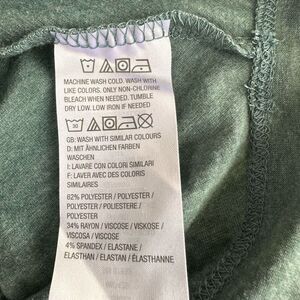 MACHINE WASH COLD. WASH WITH
LIKE COLORS. ONLY NON-CHLORINE
BLEACH WHEN NEEDED. TUMBLE
DRY LOW. LOW IRON IF NEEDED
30
GB: WASH WITH SIMILAR COLOURS
D: MIT ÄHNLICHEN FARBEN
WASCHEN
I: LAVARE CON COLORI SIMILARI
F: LAVER AVEC DES COLORIS
SIMILAIRES
62% POLYESTER / POLYESTER /
POLYESTER / POLIESTERE /
POLYESTER
34% RAYON / VISCOSE / VISKOSE /
VISCOSA / VISCOSE
4% SPANDEX / ELASTANE /
ELASTHAN / ELASTAN / ÉLASTHANNE